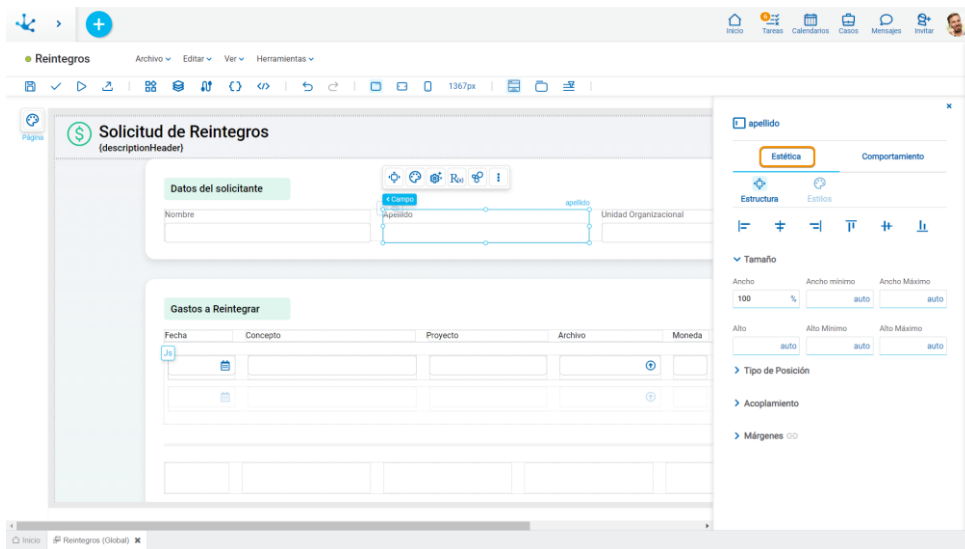 6
Inicio Tareas Calendarios Casos Mensajes Invitar
Reintegros Archivo Editar Ver Herramientas
1367px
Página
Solicitud de Reintegros
{descriptionHeader}
apellido
Estética Comportamiento
Estructura Estilos
Datos del solicitante
R(x)
Campo apellido
Nombre Apellido Unidad Organizacional
Tamaño
Ancho Ancho mínimo Ancho Máximo
100 % auto auto
Alto Alto Mínimo Alto Máximo
auto auto auto
Gastos a Reintegrar
Fecha Concepto Proyecto Archivo Moneda
Js
Tipo de Posición
Acoplamiento
Márgenes
Inicio Reintegros (Global)